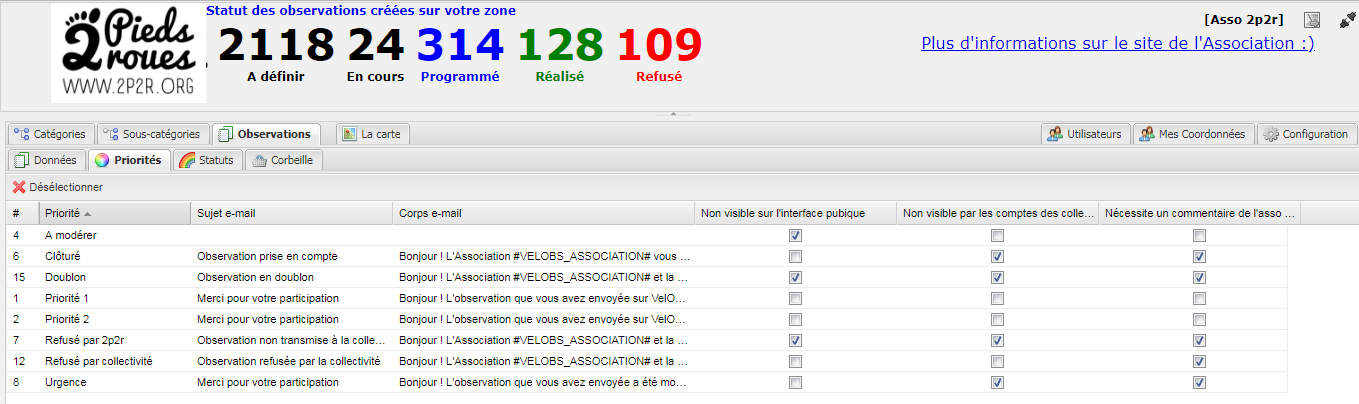 Statut des observations créées sur votre zone
2 Pieds
roues
WWW.2P2R.ORG
2118 24 314 128 109
A définir En cours Programmé Réalisé Refusé
[Asso 2p2r]
Plus d'informations sur le site de l'Association :)
Catégories Sous-catégories Observations La carte Utilisateurs Mes Coordonnées Configuration
Données Priorités Statuts Corbeille
Désélectionner
# Priorité Sujet e-mail Corps e-mail Non visible sur l'interface pubique Non visible par les comptes des colle... Nécessite un commentaire de l'asso ...
4 A modérer
6 Clôturé Observation prise en compte Bonjour ! L'Association #VELOBS_ASSOCIATION# vous ...
15 Doublon Observation en doublon Bonjour ! L'Association #VELOBS_ASSOCIATION# et la ...
1 Priorité 1 Merci pour votre participation Bonjour ! L'observation que vous avez envoyée sur VelO...
2 Priorité 2 Merci pour votre participation Bonjour ! L'observation que vous avez envoyée sur VelO...
7 Refusé par 2p2r Observation non transmise à la colle... Bonjour ! L'Association #VELOBS_ASSOCIATION# et la ...
12 Refusé par collectivité Observation refusée par la collectivité Bonjour ! L'Association #VELOBS_ASSOCIATION# et la ...
8 Urgence Merci pour votre participation Bonjour ! L'observation que vous avez envoyée a été mo...